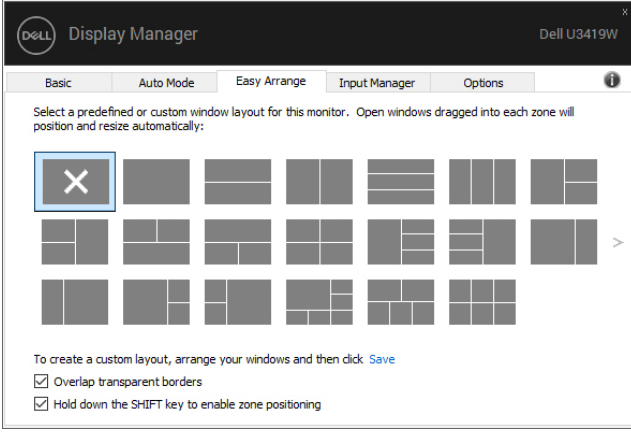 x
DELL Display Manager Dell U3419W
Basic Auto Mode Easy Arrange Input Manager Options i
Select a predefined or custom window layout for this monitor. Open windows dragged into each zone will
position and resize automatically:
>
To create a custom layout, arrange your windows and then click Save
Overlap transparent borders
Hold down the SHIFT key to enable zone positioning